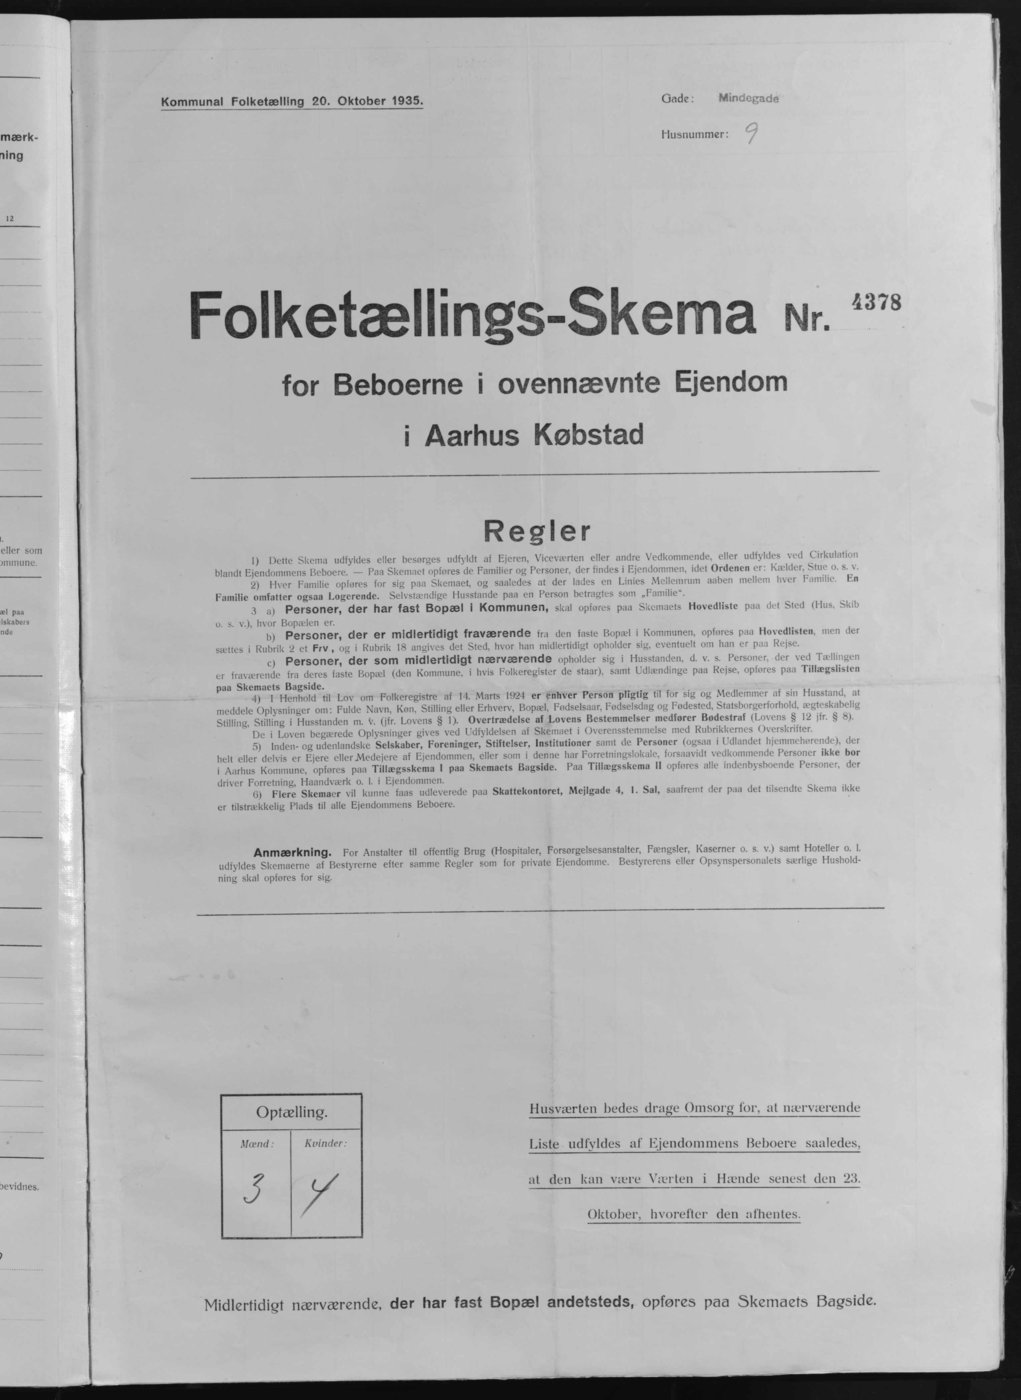 mærk-
ning
12
eller som
ommune.
æl paa
lskabers
nde
bevidnes.
Kommunal Folketælling 20. Oktober 1935.
Gade: Mindegade
Husnummer: 9
Folketællings-Skema Nr. 4378
for Beboerne i ovennævnte Ejendom
i Aarhus Købstad
Regler
1) Dette Skema udfyldes eller besørges udfyldt af Ejeren, Viceværten eller andre Vedkommende, eller udfyldes ved Cirkulation
blandt Ejendommens Beboere. — Paa Skemaet opføres de Familier og Personer, der findes i Ejendommen, idet Ordenen er: Kælder, Stue o. s. v.
2) Hver Familie opføres for sig paa Skemaet, og saaledes at der lades en Linies Mellemrum aaben mellem hver Familie. En
Familie omfatter ogsaa Logerende. Selvstændige Husstande paa en Person betragtes som „Familie“.
3 a) Personer, der har fast Bopæl i Kommunen, skal opføres paa Skemaets Hovedliste paa det Sted (Hus, Skib
o. s. v.), hvor Bopælen er.
b) Personer, der er midlertidigt fraværende fra den faste Bopæl i Kommunen, opføres paa Hovedlisten, men der
sættes i Rubrik 2 et Frv, og i Rubrik 18 angives det Sted, hvor han midlertidigt opholder sig, eventuelt om han er paa Rejse.
c) Personer, der som midlertidigt nærværende opholder sig i Husstanden, d. v. s. Personer, der ved Tællingen
er fraværende fra deres faste Bopæl (den Kommune, i hvis Folkeregister de staar), samt Udlændinge paa Rejse, opføres paa Tillægslisten
paa Skemaets Bagside.
4) I Henhold til Lov om Folkeregistre af 14. Marts 1924 er enhver Person pligtig til for sig og Medlemmer af sin Husstand, at
meddele Oplysninger om: Fulde Navn, Køn, Stilling eller Erhverv, Bopæl, Fødselsaar, Fødselsdag og Fødested, Statsborgerforhold, ægteskabelig
Stilling, Stilling i Husstanden m. v. (jfr. Lovens § 1). Overtrædelse af Lovens Bestemmelser medfører Bødestraf (Lovens § 12 jfr. § 8).
De i Loven begærede Oplysninger gives ved Udfyldelsen af Skemaet i Overensstemmelse med Rubrikkernes Overskrifter.
5) Inden- og udenlandske Selskaber, Foreninger, Stiftelser, Institutioner samt de Personer (ogsaa i Udlandet hjemmehørende), der
helt eller delvis er Ejere eller Medejere af Ejendommen, eller som i denne har Forretningslokale, forsaavidt vedkommende Personer ikke bor
i Aarhus Kommune, opføres paa Tillægsskema I paa Skemaets Bagside. Paa Tillægsskema II opføres alle indenbysboende Personer, der
driver Forretning, Haandværk o. l. i Ejendommen.
6) Flere Skemaer vil kunne faas udleverede paa Skattekontoret, Mejlgade 4, 1. Sal, saafremt der paa det tilsendte Skema ikke
er tilstrækkelig Plads til alle Ejendommens Beboere.
Anmærkning. For Anstalter til offentlig Brug (Hospitaler, Forsørgelsesanstalter, Fængsler, Kaserner o. s. v.) samt Hoteller o. l.
udfyldes Skemaerne af Bestyrerne efter samme Regler som for private Ejendomme. Bestyrerens eller Opsynspersonalets særlige Hushold-
ning skal opføres for sig.
Optælling.
Mænd: Kvinder:
3 4
Husværten bedes drage Omsorg for, at nærværende
Liste udfyldes af Ejendommens Beboere saaledes,
at den kan være Værten i Hænde senest den 23.
Oktober, hvorefter den afhentes.
Midlertidigt nærværende, der har fast Bopæl andetsteds, opføres paa Skemaets Bagside.